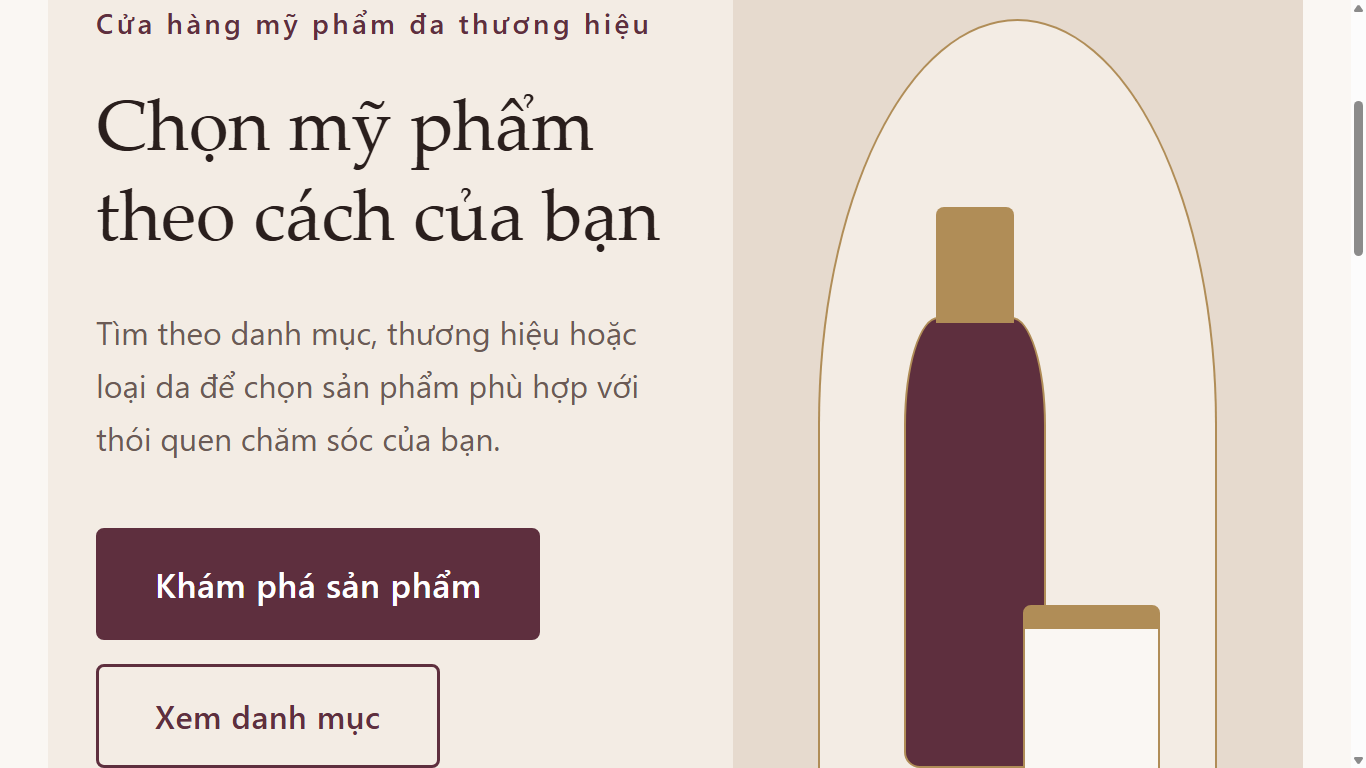 Cửa hàng mỹ phẩm đa thương hiệu
Chọn mỹ phẩm
theo cách của bạn
Tìm theo danh mục, thương hiệu hoặc
loại da để chọn sản phẩm phù hợp với
thói quen chăm sóc của bạn.
Khám phá sản phẩm
Xem danh mục